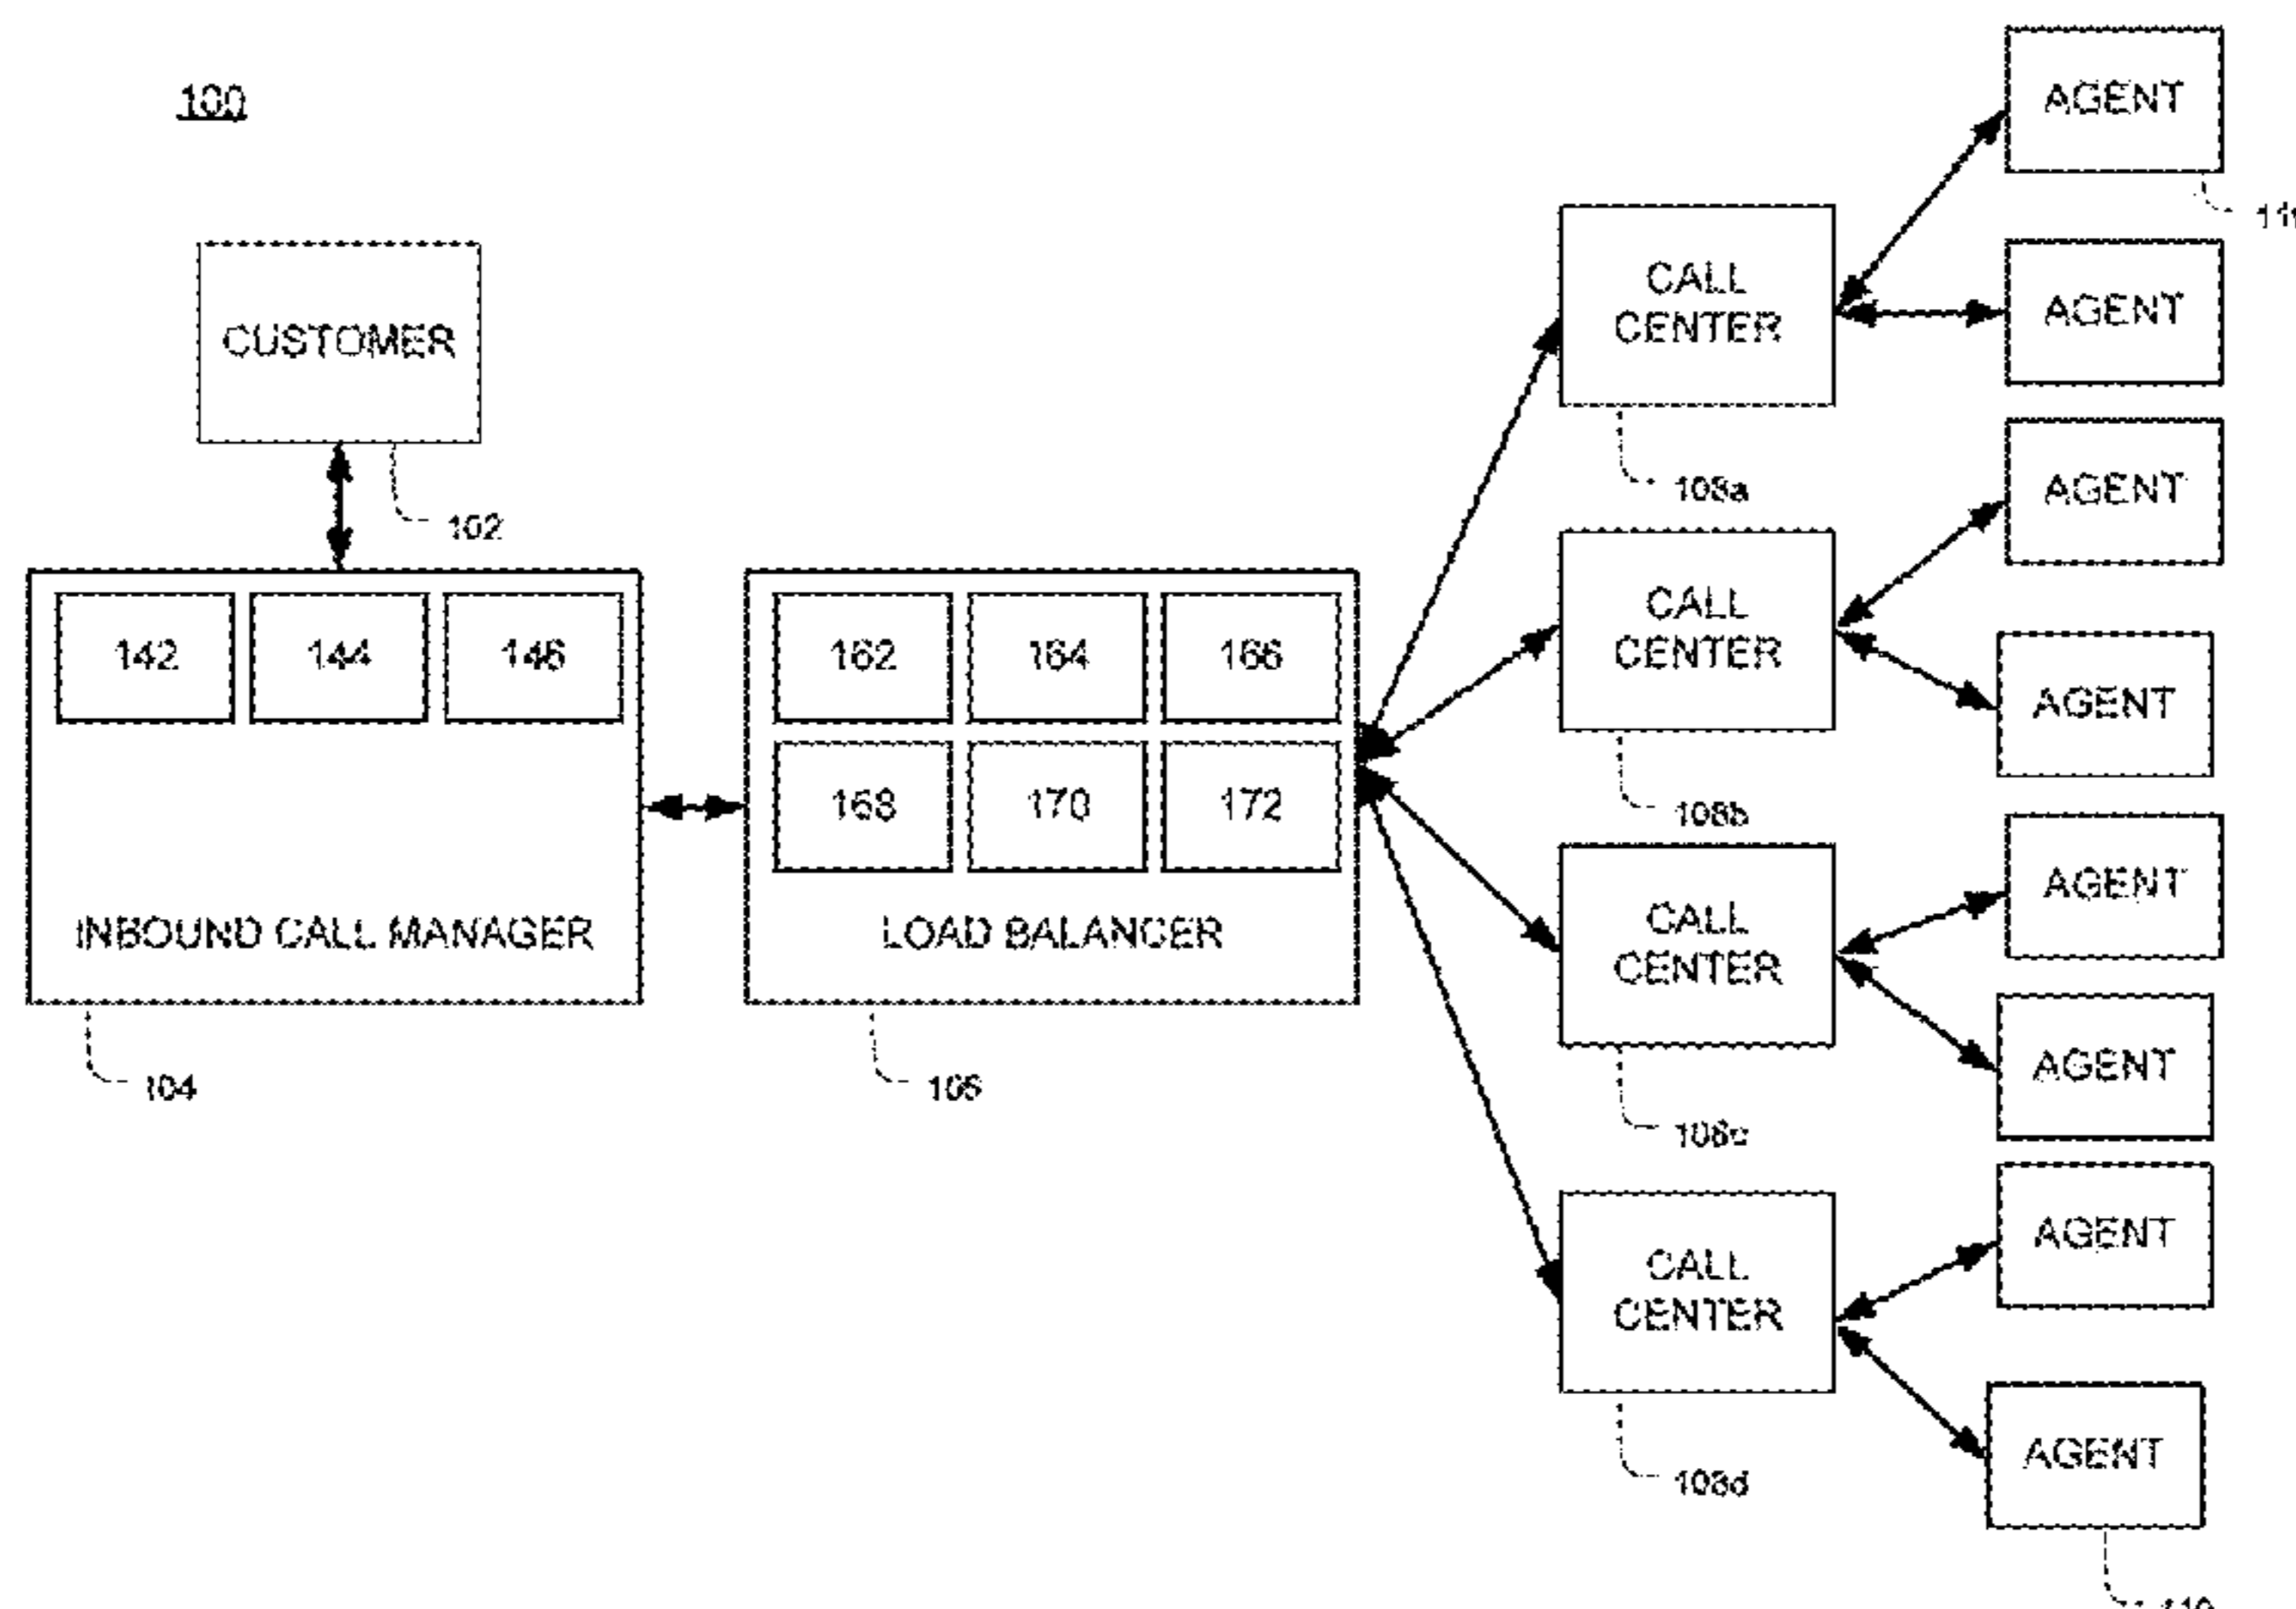 100
CUSTOMER
102
142
144
146
INBOUND CALL MANAGER
104
162
164
166
168
170
172
LOAD BALANCER
106
CALL
CENTER
108a
CALL
CENTER
108b
CALL
CENTER
108c
CALL
CENTER
108d
AGENT
AGENT
AGENT
AGENT
AGENT
AGENT
AGENT
AGENT